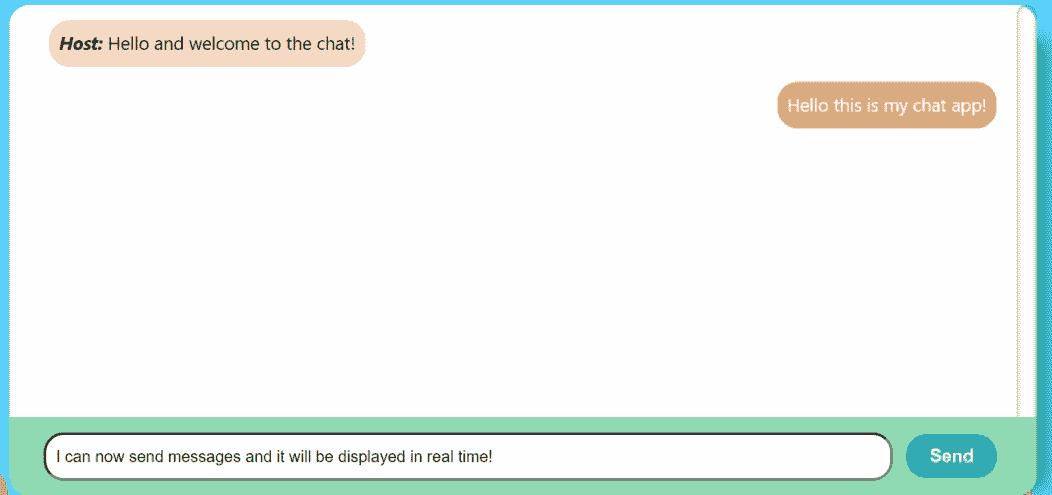 Host: Hello and welcome to the chat!
Hello this is my chat app!
I can now send messages and it will be displayed in real time!
Send